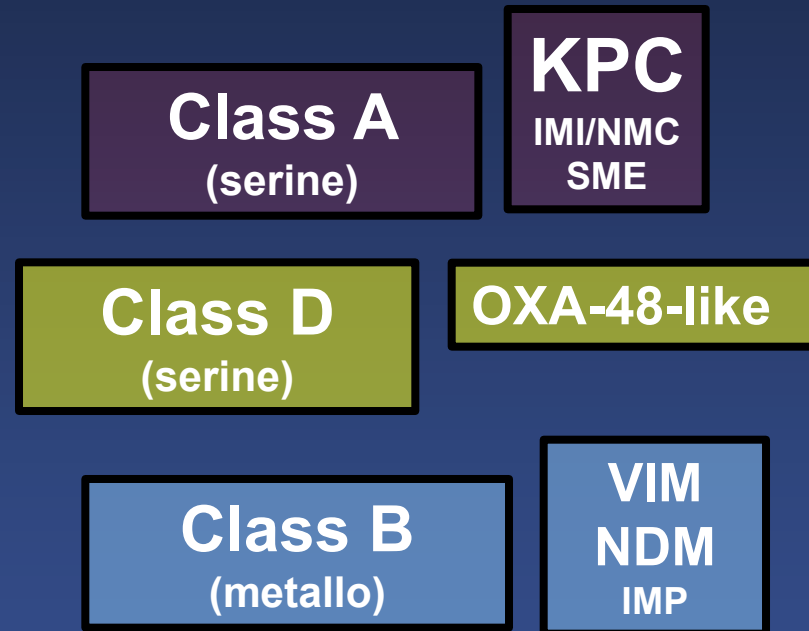 Class A
(serine)
KPC
IMI/NMC
SME
Class D
(serine)
OXA-48-like
Class B
(metallo)
VIM
NDM
IMP